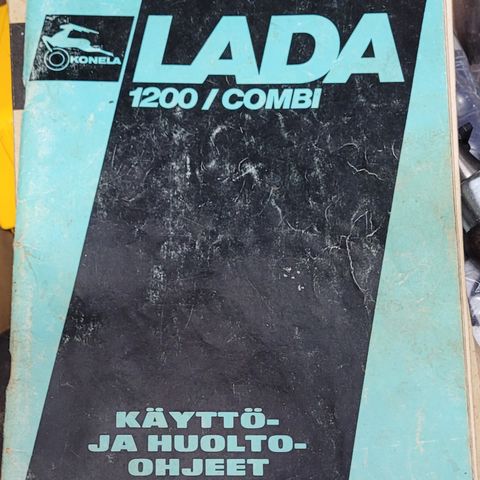 KONELA
LADA
1200 / COMBI
KÄYTTÖ-
JA HUOLTO-
OHJEET